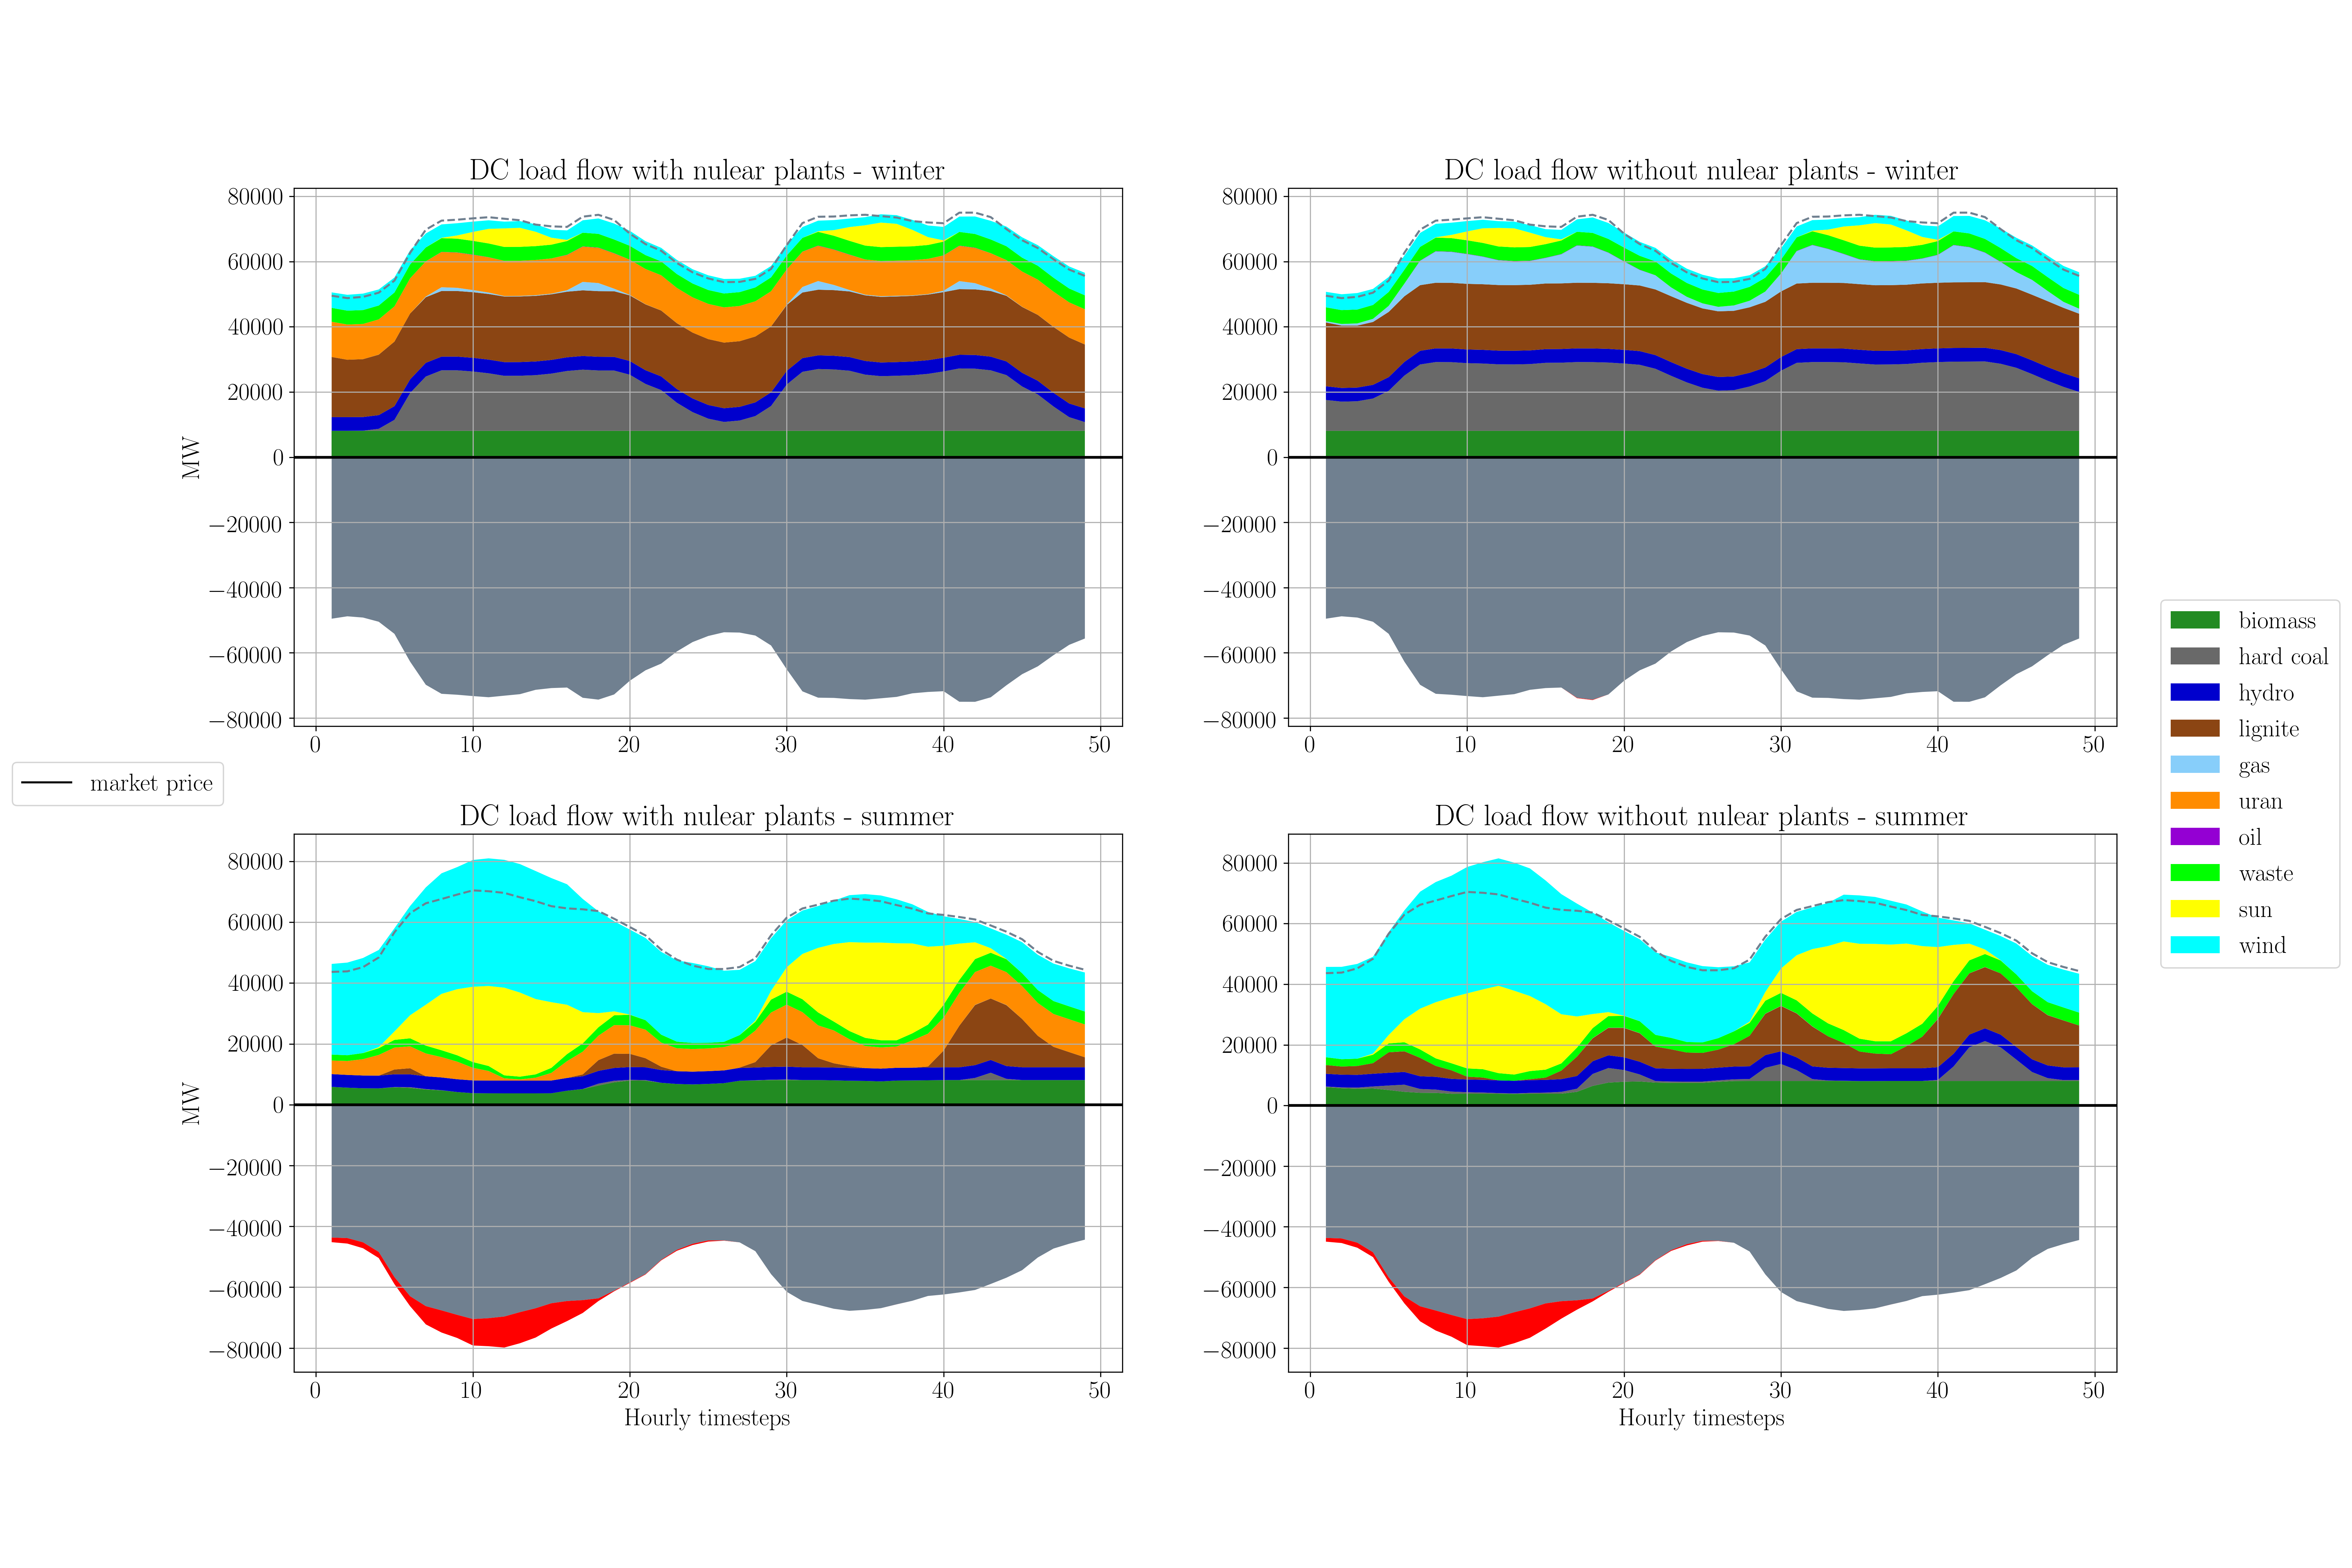 DC load flow with nulear plants - winter
80000
60000
40000
20000
0
−20000
−40000
−60000
−80000
MW
0 10 20 30 40 50
DC load flow without nulear plants - winter
80000
60000
40000
20000
0
−20000
−40000
−60000
−80000
0 10 20 30 40 50
market price
DC load flow with nulear plants - summer
80000
60000
40000
20000
0
−20000
−40000
−60000
−80000
MW
0 10 20 30 40 50
Hourly timesteps
DC load flow without nulear plants - summer
80000
60000
40000
20000
0
−20000
−40000
−60000
−80000
0 10 20 30 40 50
Hourly timesteps
biomass
hard coal
hydro
lignite
gas
uran
oil
waste
sun
wind